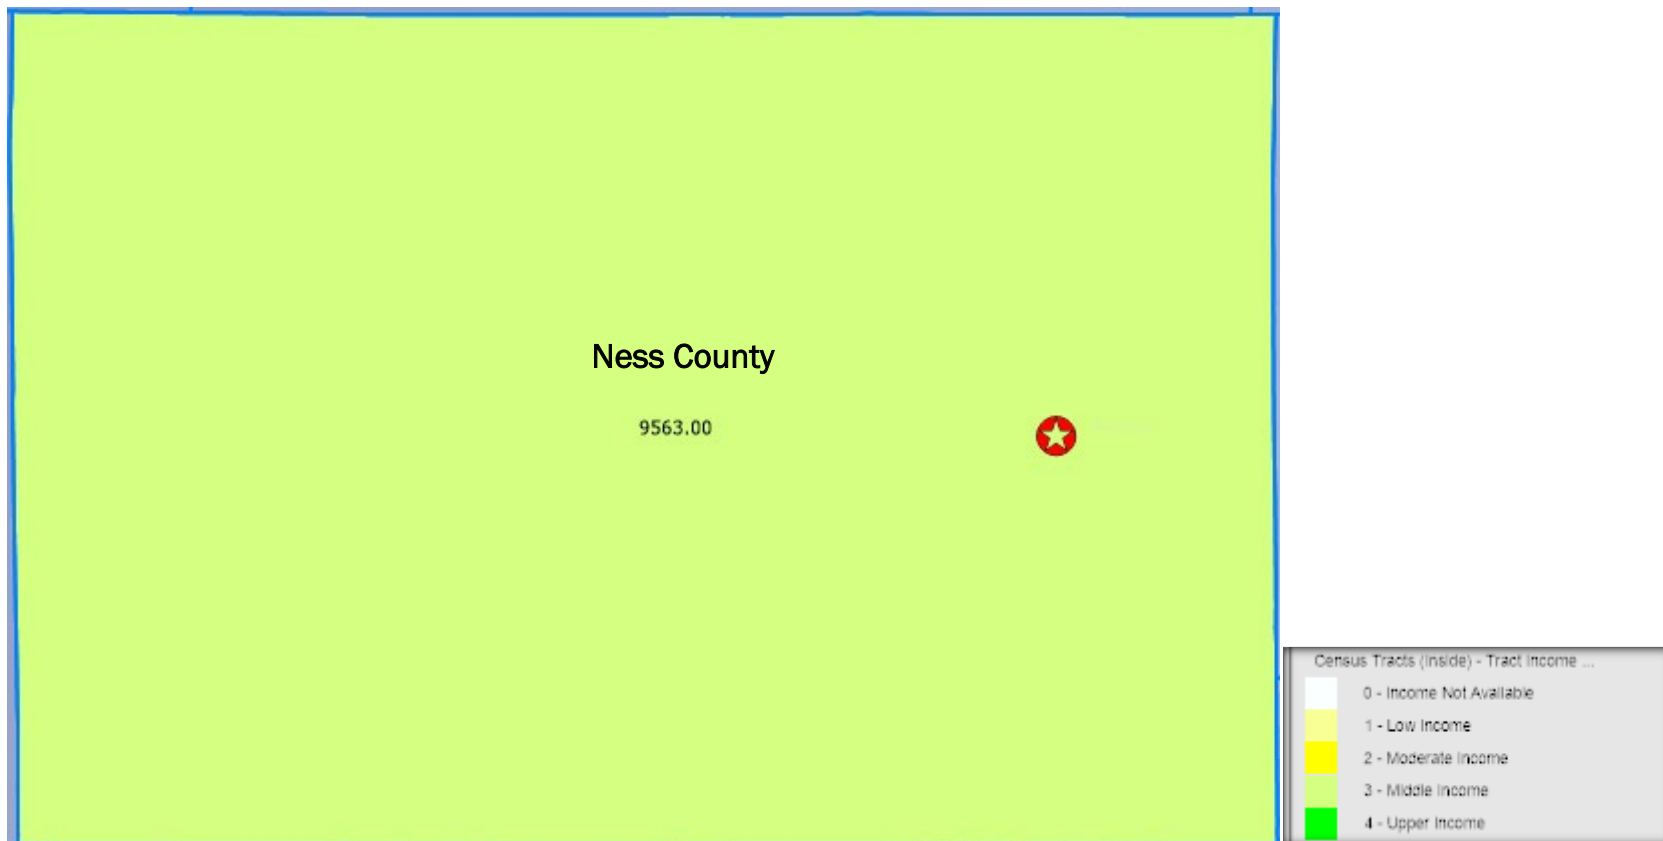 Ness County
9563.00
Census Tracts (Inside) - Tract Income ...
0 - Income Not Available
1 - Low Income
2 - Moderate Income
3 - Middle Income
4 - Upper Income